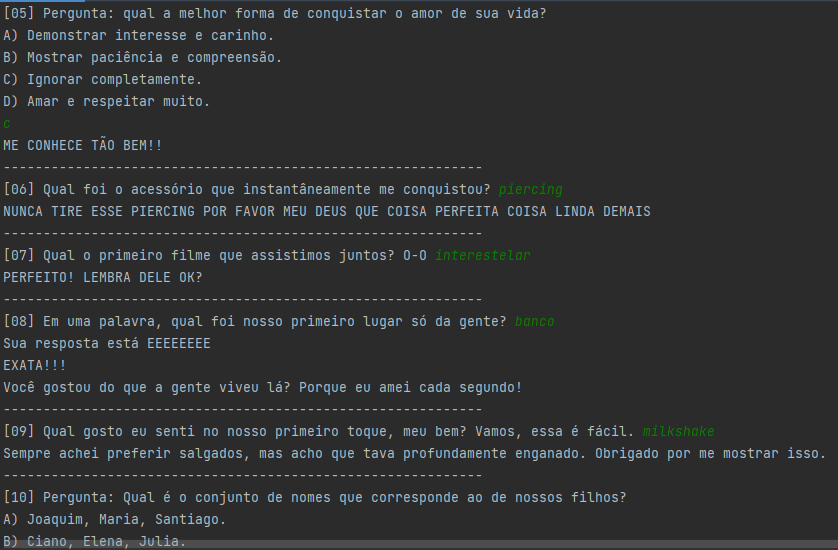 [05] Pergunta: qual a melhor forma de conquistar o amor de sua vida?
A) Demonstrar interesse e carinho.
B) Mostrar paciência e compreensão.
C) Ignorar completamente.
D) Amar e respeitar muito.
c
ME CONHECE TÃO BEM!!
------------------------------------------------------------
[06] Qual foi o acessório que instantâneamente me conquistou? piercing
NUNCA TIRE ESSE PIERCING POR FAVOR MEU DEUS QUE COISA PERFEITA COISA LINDA DEMAIS
------------------------------------------------------------
[07] Qual o primeiro filme que assistimos juntos? O-O interestelar
PERFEITO! LEMBRA DELE OK?
------------------------------------------------------------
[08] Em uma palavra, qual foi nosso primeiro lugar só da gente? banco
Sua resposta está EEEEEEEE
EXATA!!!
Você gostou do que a gente viveu lá? Porque eu amei cada segundo!
------------------------------------------------------------
[09] Qual gosto eu senti no nosso primeiro toque, meu bem? Vamos, essa é fácil. milkshake
Sempre achei preferir salgados, mas acho que tava profundamente enganado. Obrigado por me mostrar isso.
------------------------------------------------------------
[10] Pergunta: Qual é o conjunto de nomes que corresponde ao de nossos filhos?
A) Joaquim, Maria, Santiago.
B) Ciano, Elena, Julia.